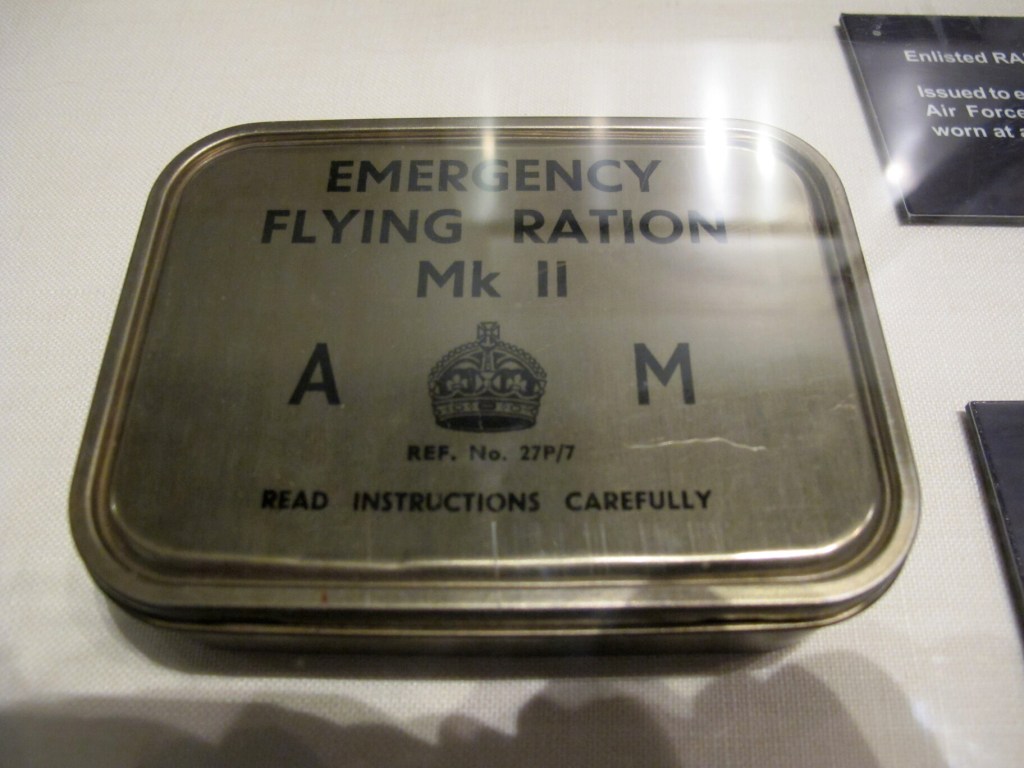 EMERGENCY
FLYING RATION
Mk II
A M
REF. No. 27P/7
READ INSTRUCTIONS CAREFULLY
Enlisted
Issued to
Air Force
worn at